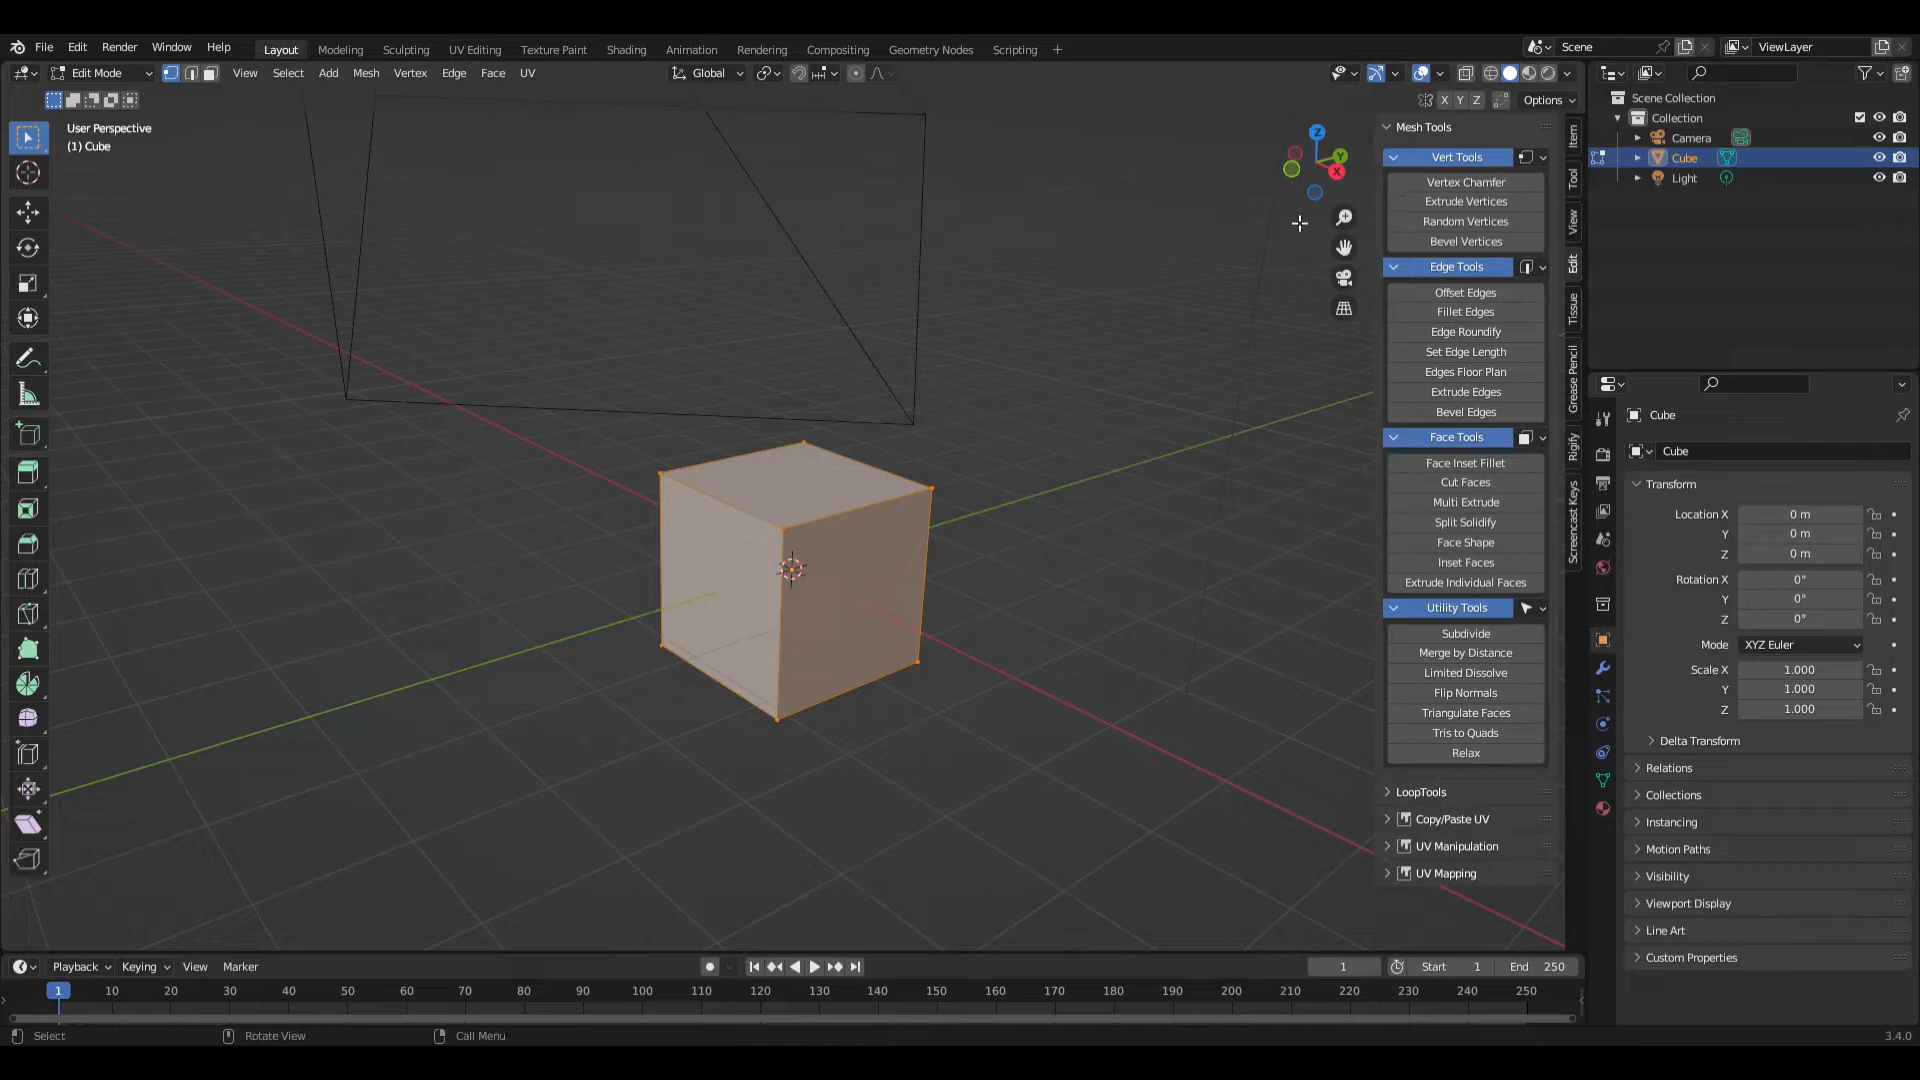 File Edit Render Window Help Layout Modeling Sculpting UV Editing Texture Paint Shading Animation Rendering Compositing Geometry Nodes Scripting + Scene ViewLayer
Edit Mode View Select Add Mesh Vertex Edge Face UV Global
X Y Z Options
User Perspective
(1) Cube
Z
Y
X
Mesh Tools
Vert Tools
Vertex Chamfer
Extrude Vertices
Random Vertices
Bevel Vertices
Edge Tools
Offset Edges
Fillet Edges
Edge Roundify
Set Edge Length
Edges Floor Plan
Extrude Edges
Bevel Edges
Face Tools
Face Inset Fillet
Cut Faces
Multi Extrude
Split Solidify
Face Shape
Inset Faces
Extrude Individual Faces
Utility Tools
Subdivide
Merge by Distance
Limited Dissolve
Flip Normals
Triangulate Faces
Tris to Quads
Relax
LoopTools
Copy/Paste UV
UV Manipulation
UV Mapping
Item
Tool
View
Edit
Tissue
Grease Pencil
Rigify
Screencast Keys
Scene Collection
Collection
Camera
Cube
Light
Cube
Cube
Transform
Location X 0 m
Y 0 m
Z 0 m
Rotation X 0°
Y 0°
Z 0°
Mode XYZ Euler
Scale X 1.000
Y 1.000
Z 1.000
Delta Transform
Relations
Collections
Instancing
Motion Paths
Visibility
Viewport Display
Line Art
Custom Properties
Playback Keying View Marker 1 Start 1 End 250
1 10 20 30 40 50 60 70 80 90 100 110 120 130 140 150 160 170 180 190 200 210 220 230 240 250
Select Rotate View Call Menu 3.4.0